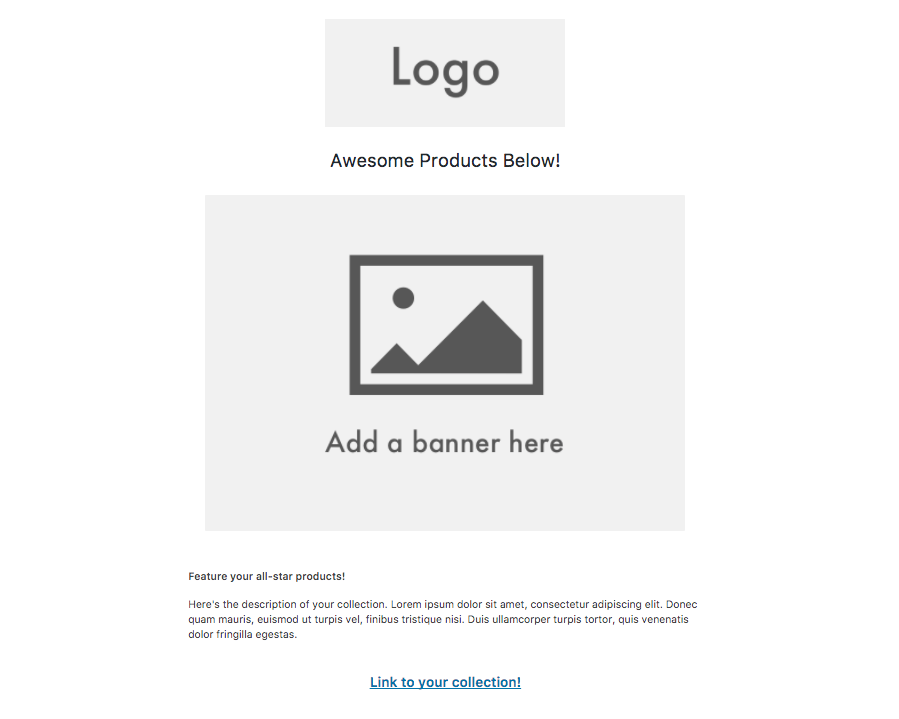 Logo
Awesome Products Below!
Add a banner here
Feature your all-star products!
Here's the description of your collection. Lorem ipsum dolor sit amet, consectetur adipiscing elit. Donec
quam mauris, euismod ut turpis vel, finibus tristique nisi. Duis ullamcorper turpis tortor, quis venenatis
dolor fringilla egestas.
Link to your collection!